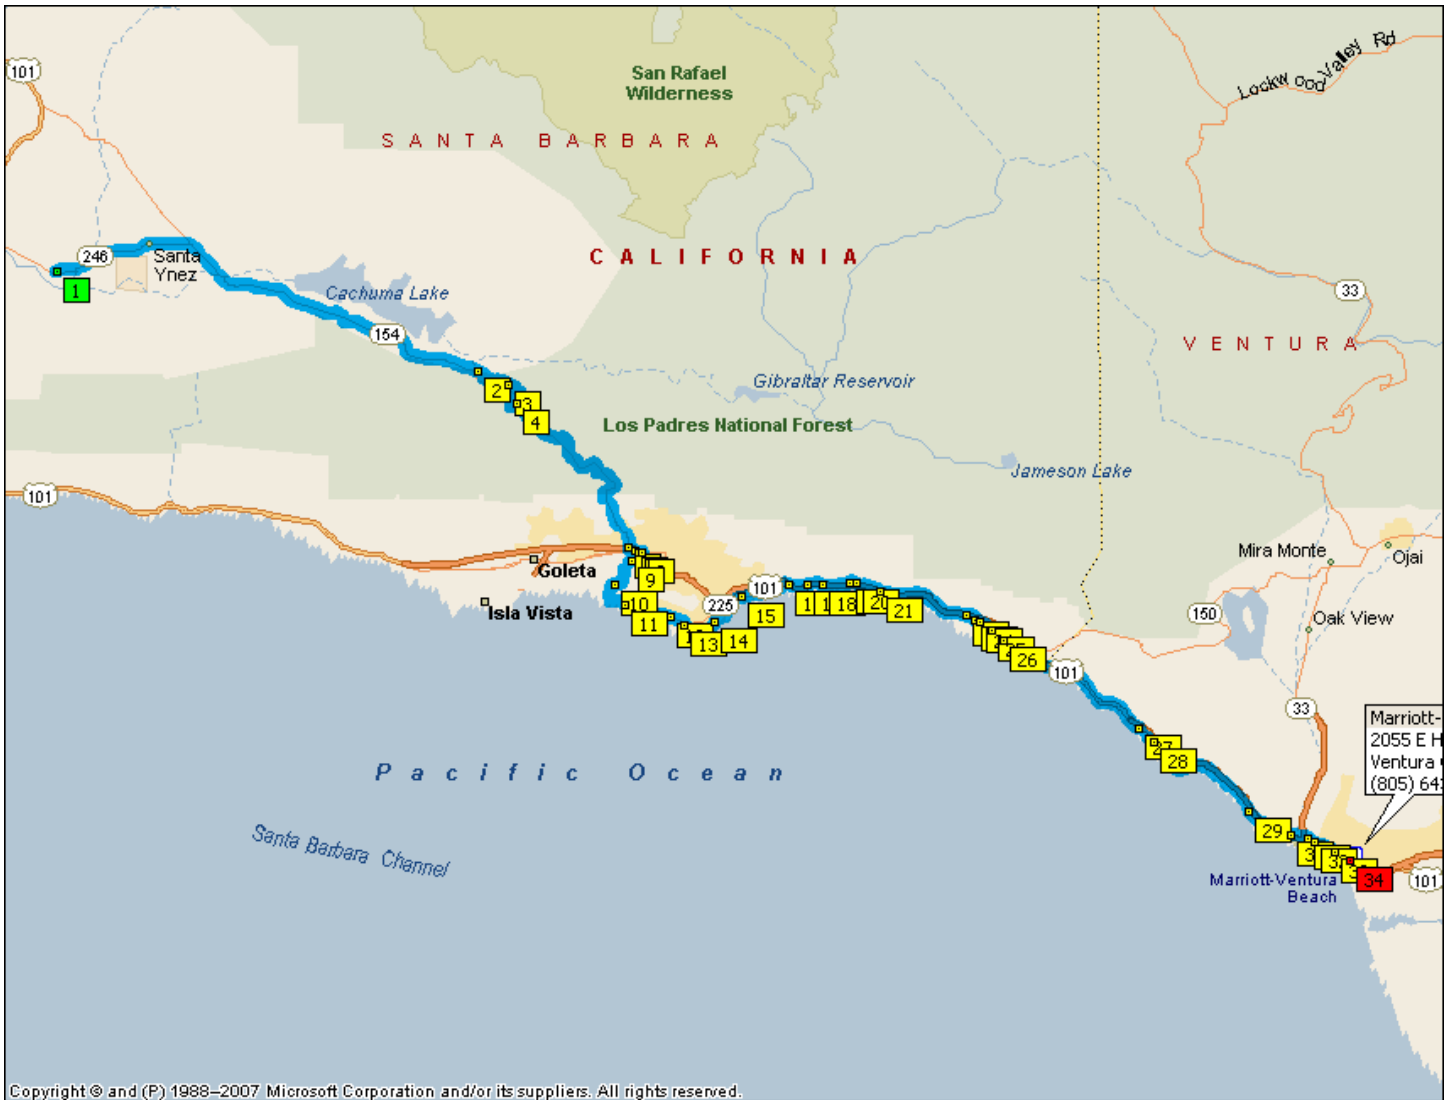 101
San Rafael
Wilderness
Lockwood Valley Rd
SANTA BARBARA
CALIFORNIA
246
Santa
Ynez
1
Cachuma Lake
154
33
VENTURA
2
3
4
Gibraltar Reservoir
Los Padres National Forest
Jameson Lake
101
Goleta
Isla Vista
9
10
11
13
14
225
15
101
18
20
21
26
Mira Monte
Ojai
150
Oak View
101
33
27
28
29
Marriott-
2055 E H
Ventura
(805) 64
Pacific Ocean
Santa Barbara Channel
34
101
Marriott-Ventura
Beach
Copyright © and (P) 1988–2007 Microsoft Corporation and/or its suppliers. All rights reserved.